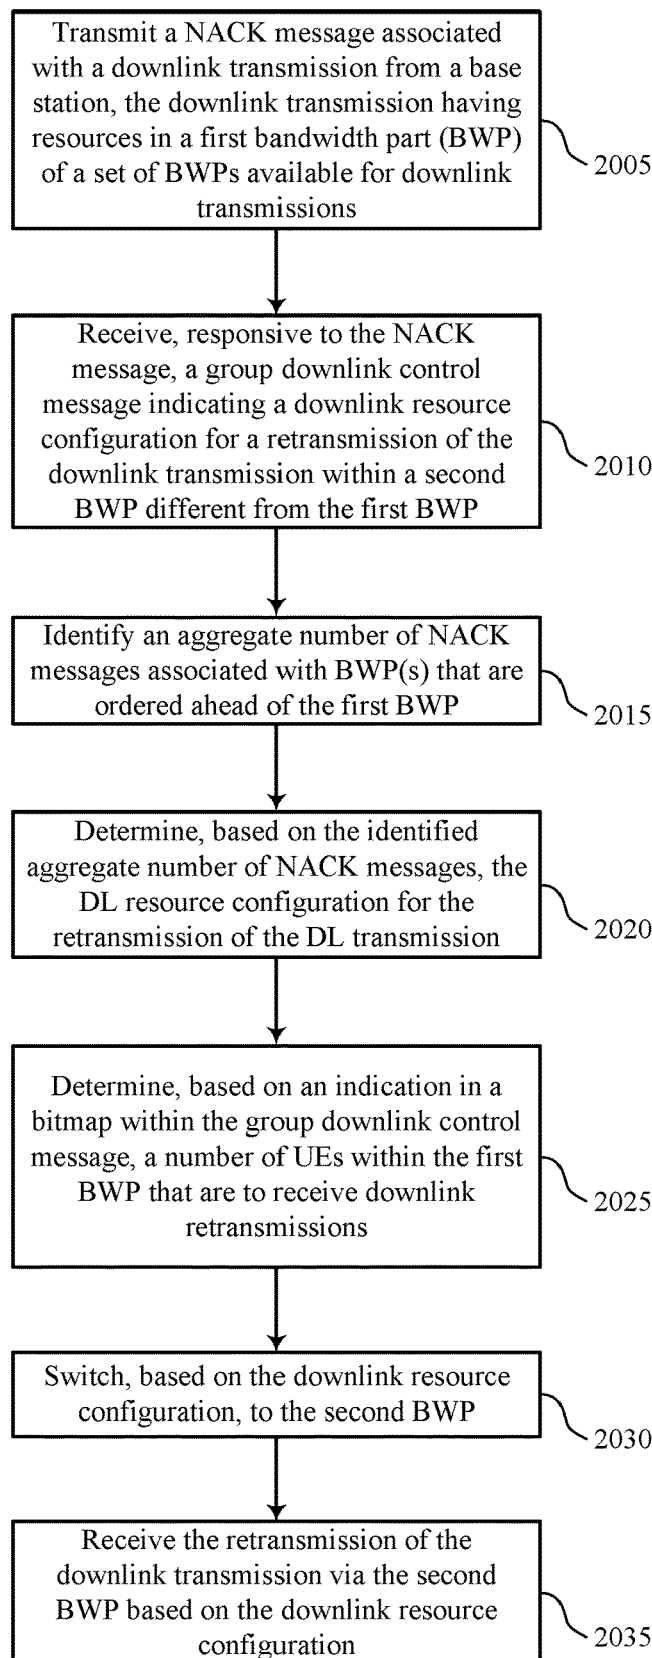 Transmit a NACK message associated
with a downlink transmission from a base
station, the downlink transmission having
resources in a first bandwidth part (BWP)
of a set of BWPs available for downlink
transmissions
2005
Receive, responsive to the NACK
message, a group downlink control
message indicating a downlink resource
configuration for a retransmission of the
downlink transmission within a second
BWP different from the first BWP
2010
Identify an aggregate number of NACK
messages associated with BWP(s) that are
ordered ahead of the first BWP
2015
Determine, based on the identified
aggregate number of NACK messages, the
DL resource configuration for the
retransmission of the DL transmission
2020
Determine, based on an indication in a
bitmap within the group downlink control
message, a number of UEs within the first
BWP that are to receive downlink
retransmissions
2025
Switch, based on the downlink resource
configuration, to the second BWP
2030
Receive the retransmission of the
downlink transmission via the second
BWP based on the downlink resource
configuration
2035